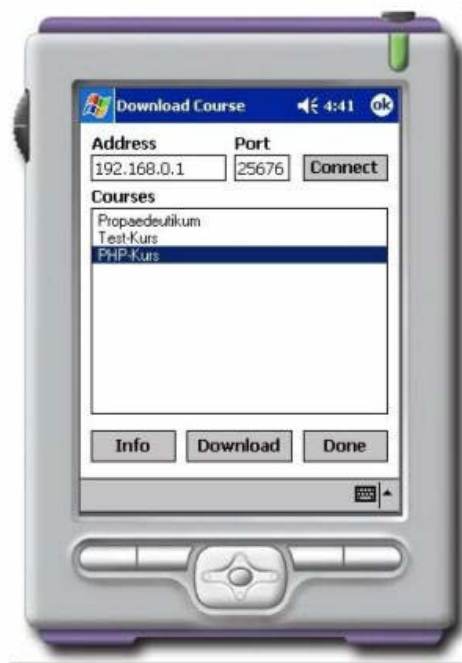 Download Course 4:41 ok
Address Port
192.168.0.1 25676 Connect
Courses
Propaedeutikum
Test-Kurs
PHP-Kurs
Info Download Done